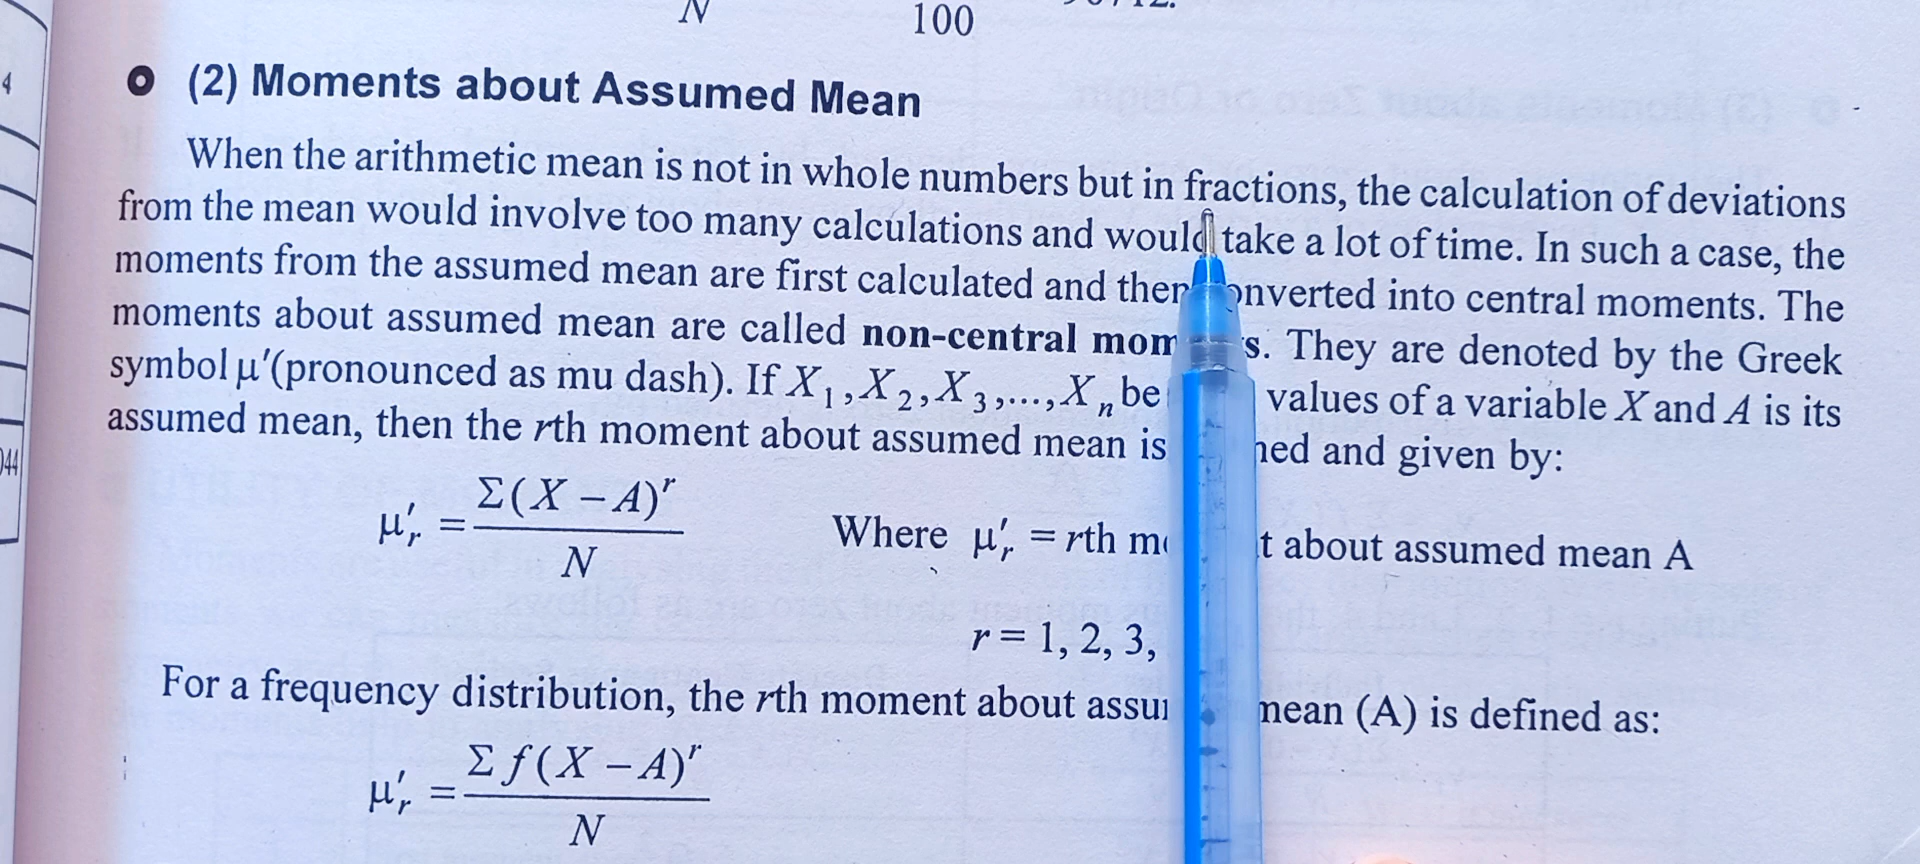 N 100
(2) Moments about Assumed Mean
When the arithmetic mean is not in whole numbers but in fractions, the calculation of deviations
from the mean would involve too many calculations and would take a lot of time. In such a case, the
moments from the assumed mean are first calculated and then converted into central moments. The
moments about assumed mean are called non-central moments. They are denoted by the Greek
symbol μ′(pronounced as mu dash). If X₁, X₂, X₃,..., Xₙ be values of a variable X and A is its
assumed mean, then the rth moment about assumed mean is and given by:
μ′ᵣ = Σ(X – A)ʳ / N Where μ′ᵣ = rth moment about assumed mean A
r = 1, 2, 3,
For a frequency distribution, the rth moment about assumed mean (A) is defined as:
μ′ᵣ = Σ f(X – A)ʳ / N
4
044